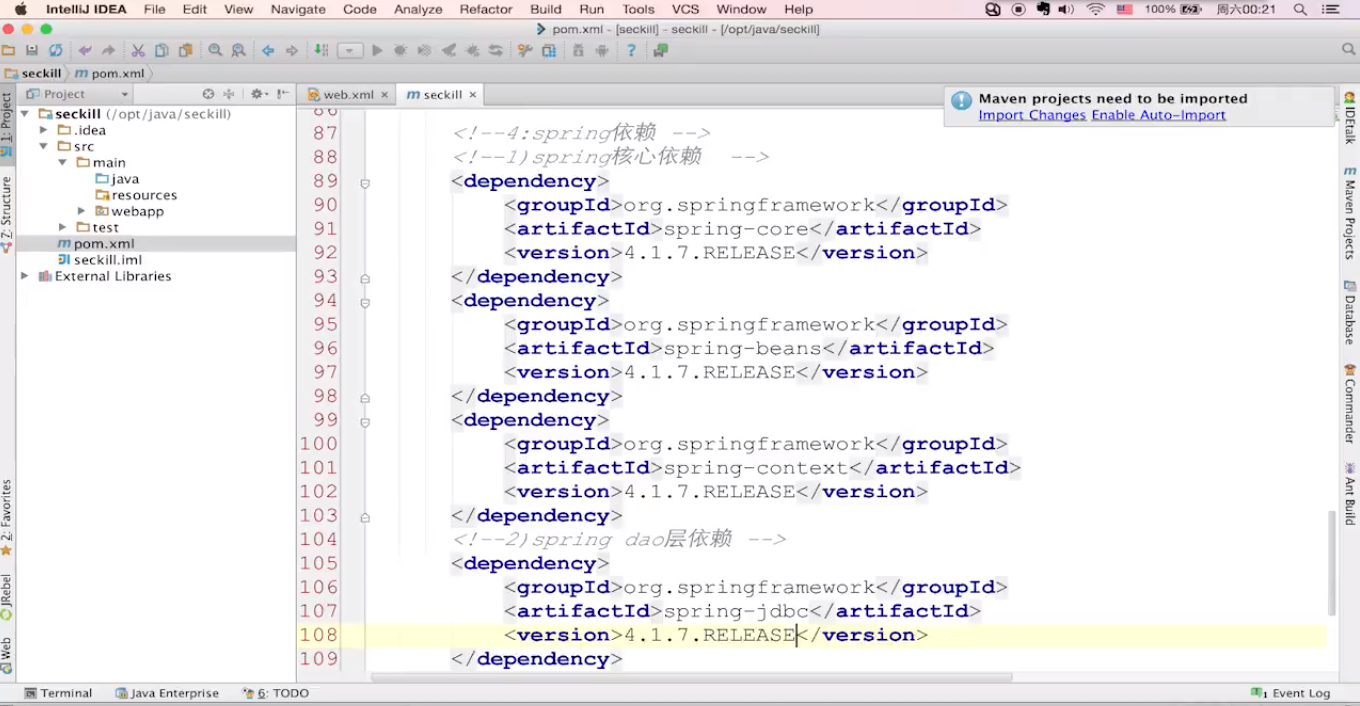 IntelliJ IDEA File Edit View Navigate Code Analyze Refactor Build Run Tools VCS Window Help 100% 周六00:21
pom.xml - [seckill] - seckill - [/opt/java/seckill]
seckill pom.xml
Project web.xml seckill
Maven projects need to be imported
Import Changes Enable Auto-Import
1: Project
7: Structure
2: Favorites
JRebel
Web
seckill (/opt/java/seckill)
.idea
src
main
java
resources
webapp
test
pom.xml
seckill.iml
External Libraries
87 <!--4:spring依赖 -->
88 <!--1)spring核心依赖 -->
89 <dependency>
90 <groupId>org.springframework</groupId>
91 <artifactId>spring-core</artifactId>
92 <version>4.1.7.RELEASE</version>
93 </dependency>
94 <dependency>
95 <groupId>org.springframework</groupId>
96 <artifactId>spring-beans</artifactId>
97 <version>4.1.7.RELEASE</version>
98 </dependency>
99 <dependency>
100 <groupId>org.springframework</groupId>
101 <artifactId>spring-context</artifactId>
102 <version>4.1.7.RELEASE</version>
103 </dependency>
104 <!--2)spring dao层依赖 -->
105 <dependency>
106 <groupId>org.springframework</groupId>
107 <artifactId>spring-jdbc</artifactId>
108 <version>4.1.7.RELEASE</version>
109 </dependency>
IDEtalk
Maven Projects
Database
Commander
Ant Build
Terminal Java Enterprise 6: TODO 1 Event Log